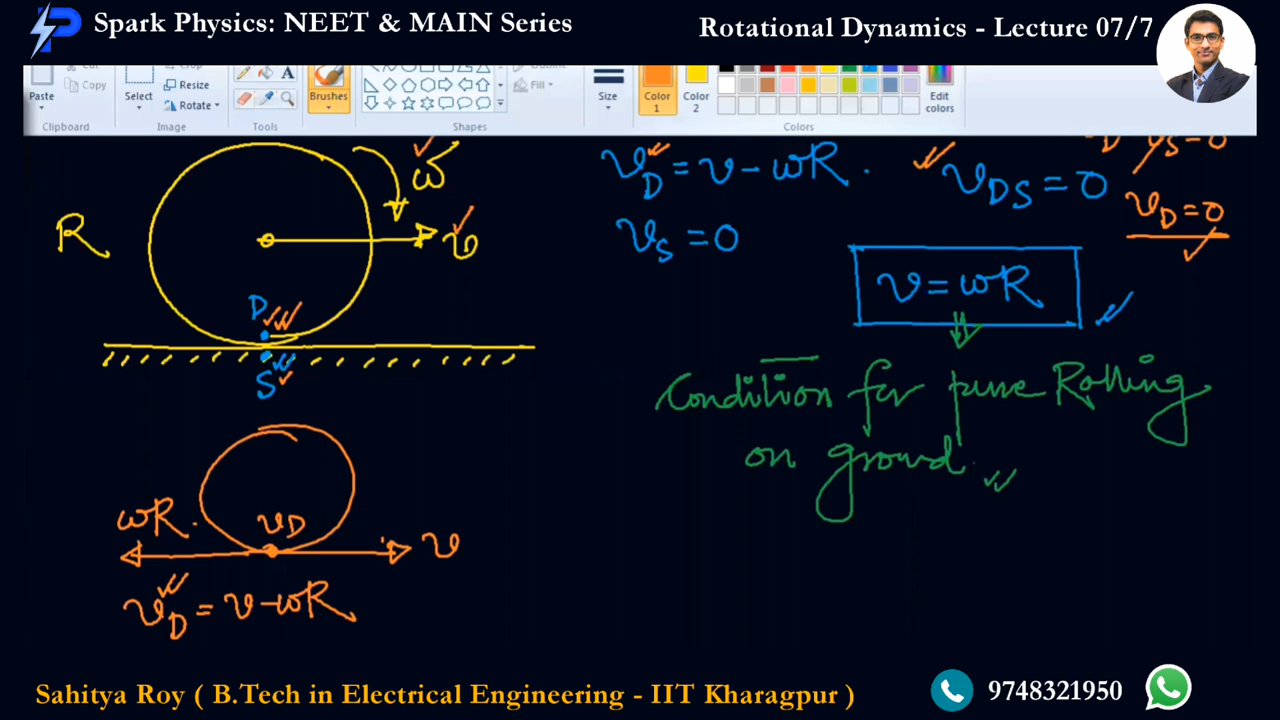 Spark Physics: NEET & MAIN Series
Rotational Dynamics - Lecture 07/7
Paste
Cut
Copy
Clipboard
Select
Crop
Resize
Rotate
Image
A
Tools
Brushes
Outline
Fill
Shapes
Size
Color 1
Color 2
Edit colors
Colors
R
ω
v
D
S
v_D = v - ωR.
v_S = 0
v_DS = 0
v_D = 0
v = ωR
Condition for pure Rolling
on ground.
ωR.
v_D
v
v_D = v - ωR
Sahitya Roy ( B.Tech in Electrical Engineering - IIT Kharagpur )
9748321950